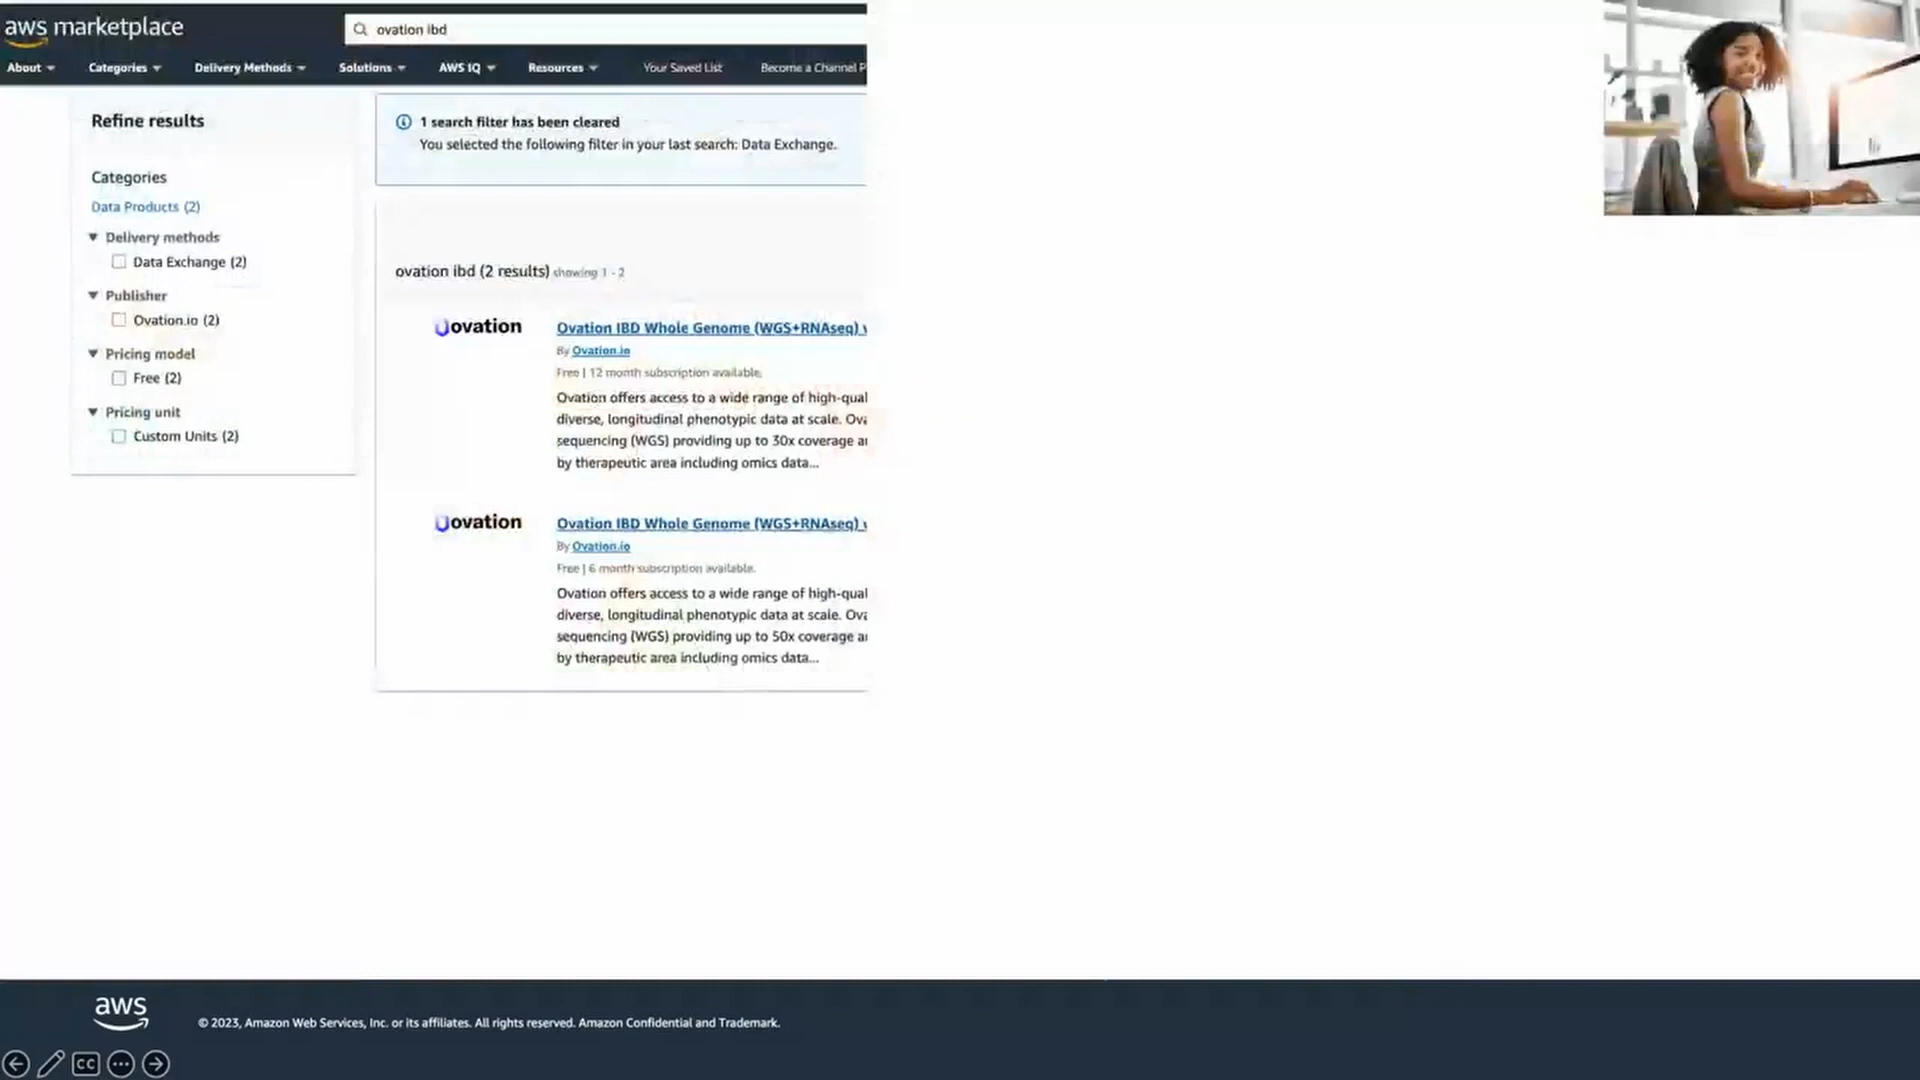 aws marketplace
ovation ibd
About
Categories
Delivery Methods
Solutions
AWS IQ
Resources
Your Saved List
Become a Channel P
Refine results
Categories
Data Products (2)
Delivery methods
Data Exchange (2)
Publisher
Ovation.io (2)
Pricing model
Free (2)
Pricing unit
Custom Units (2)
1 search filter has been cleared
You selected the following filter in your last search: Data Exchange.
ovation ibd (2 results) showing 1 - 2
ovation
Ovation IBD Whole Genome (WGS+RNAseq)
By Ovation.io
Free | 12 month subscription available.
Ovation offers access to a wide range of high-qual
diverse, longitudinal phenotypic data at scale. Ova
sequencing (WGS) providing up to 30x coverage a
by therapeutic area including omics data...
ovation
Ovation IBD Whole Genome (WGS+RNAseq)
By Ovation.io
Free | 6 month subscription available.
Ovation offers access to a wide range of high-qual
diverse, longitudinal phenotypic data at scale. Ova
sequencing (WGS) providing up to 50x coverage a
by therapeutic area including omics data...
aws
© 2023, Amazon Web Services, Inc. or its affiliates. All rights reserved. Amazon Confidential and Trademark.
CC